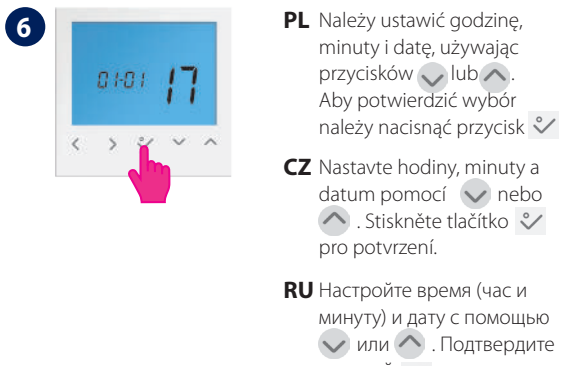 6
01-01 17
PL Należy ustawić godzinę,
minuty i datę, używając
przycisków lub .
Aby potwierdzić wybór
należy nacisnąć przycisk
CZ Nastavte hodiny, minuty a
datum pomocí nebo
. Stiskněte tlačítko
pro potvrzení.
RU Настройте время (час и
минуту) и дату с помощью
или . Подтвердите